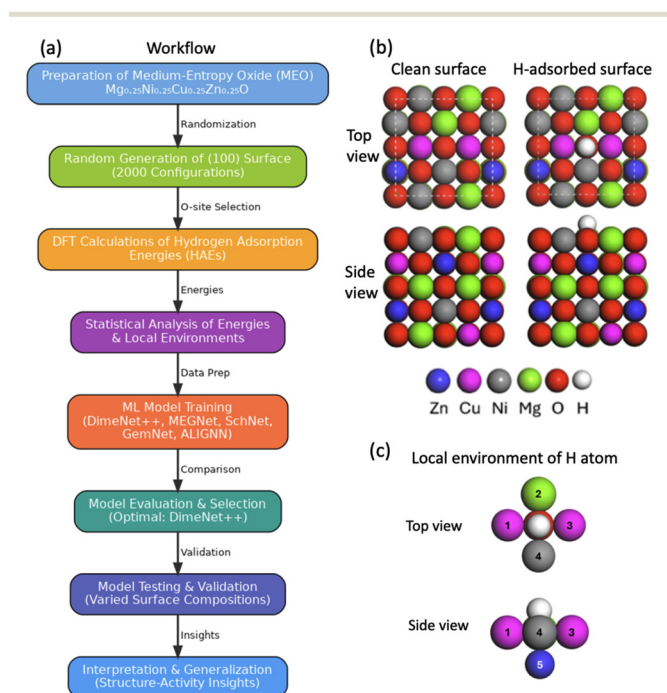 (a)
Workflow
Preparation of Medium-Entropy Oxide (MEO)
Mg₀.₂₅Ni₀.₂₅Cu₀.₂₅Zn₀.₂₅O
Randomization
Random Generation of (100) Surface
(2000 Configurations)
O-site Selection
DFT Calculations of Hydrogen Adsorption
Energies (HAEs)
Energies
Statistical Analysis of Energies
& Local Environments
Data Prep
ML Model Training
(DimeNet++, MEGNet, SchNet,
GemNet, ALIGNN)
Comparison
Model Evaluation & Selection
(Optimal: DimeNet++)
Validation
Model Testing & Validation
(Varied Surface Compositions)
Insights
Interpretation & Generalization
(Structure-Activity Insights)
(b)
Clean surface
H-adsorbed surface
Top
view
Side
view
Zn Cu Ni Mg O H
(c)
Local environment of H atom
Top view
2
1 3
4
Side view
1 4 3
5